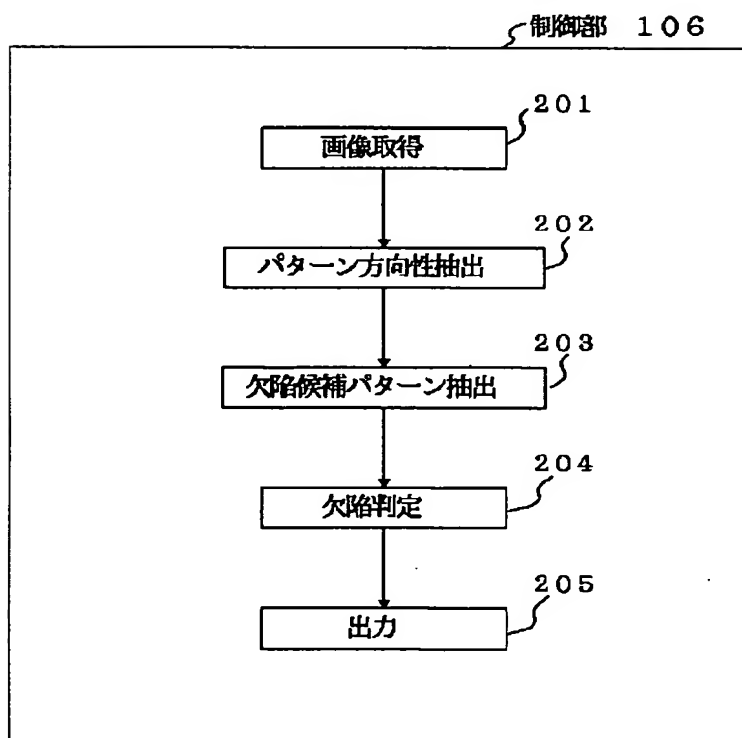 制御部 106
201
画像取得
202
パターン方向性抽出
203
欠陥候補パターン抽出
204
欠陥判定
205
出力